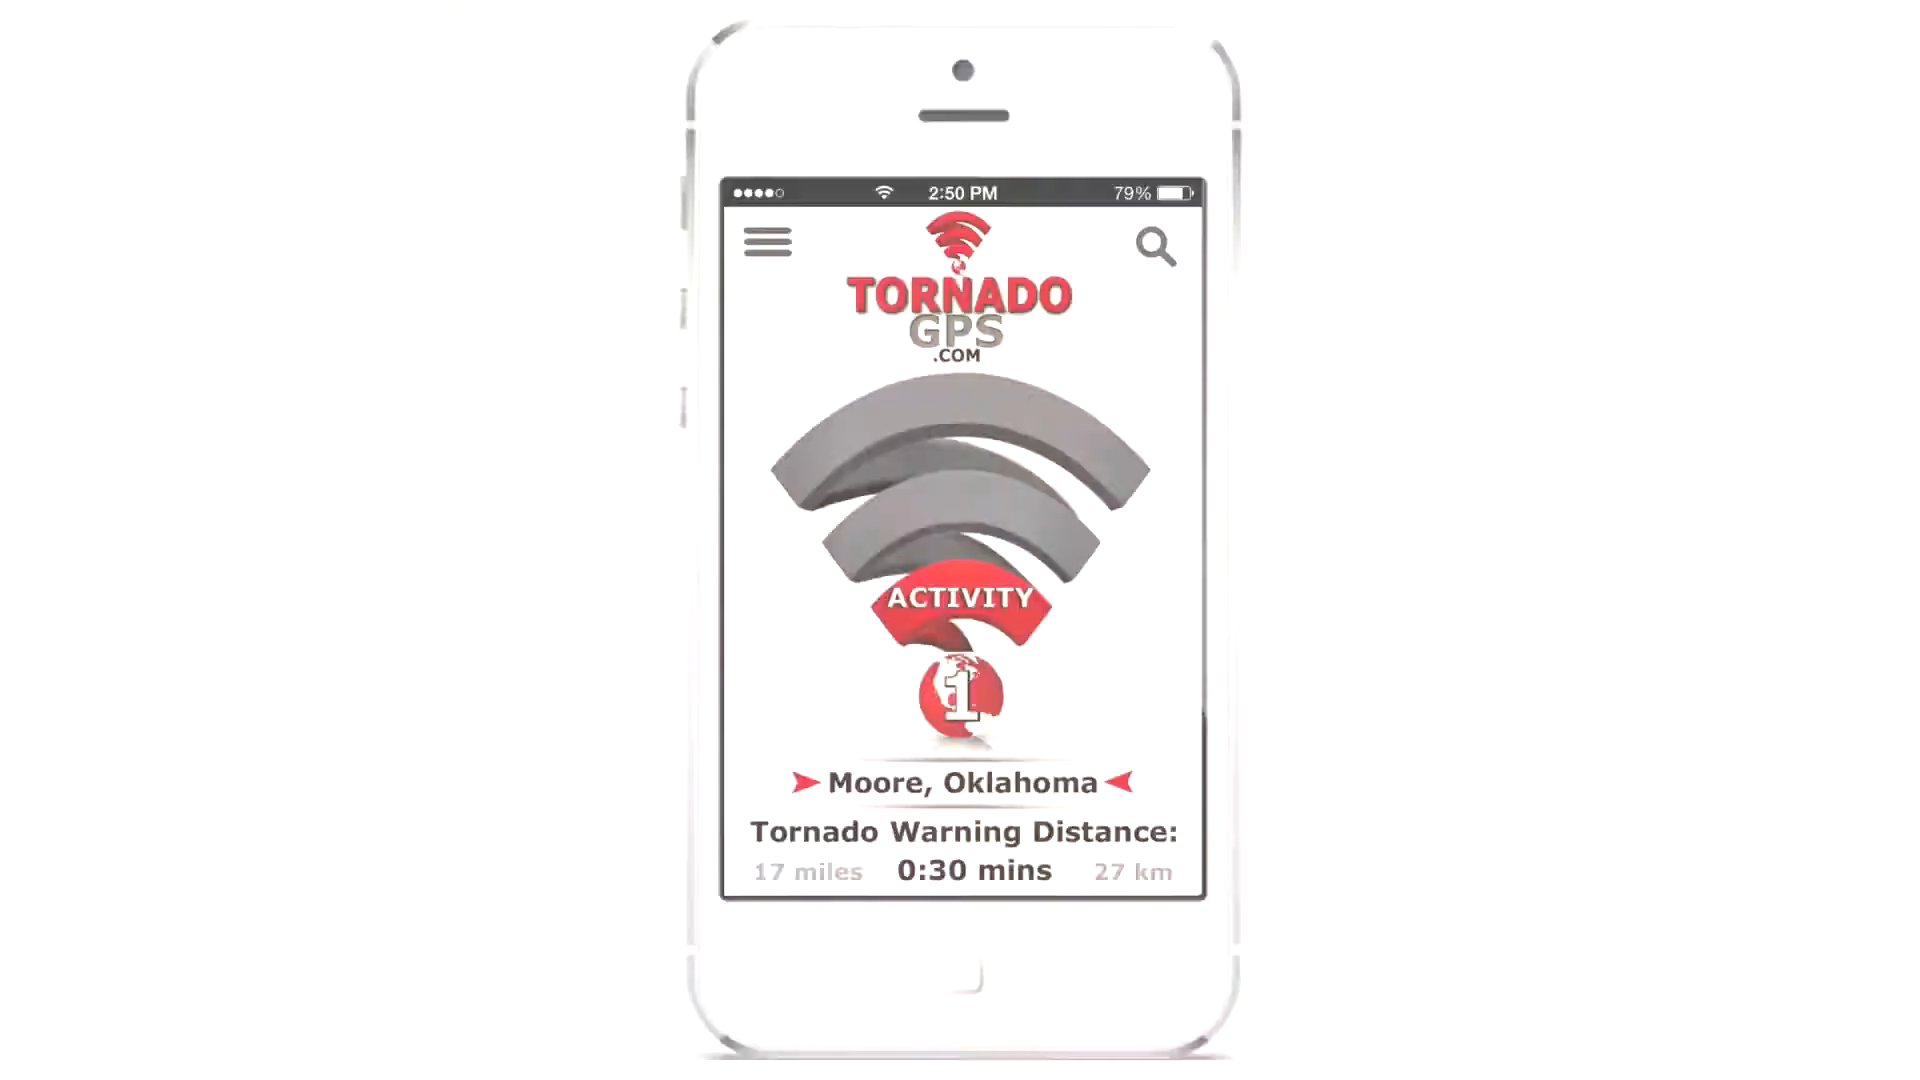 2:50 PM
79%
TORNADO
GPS
.COM
ACTIVITY
1
Moore, Oklahoma
Tornado Warning Distance:
17 miles 0:30 mins 27 km